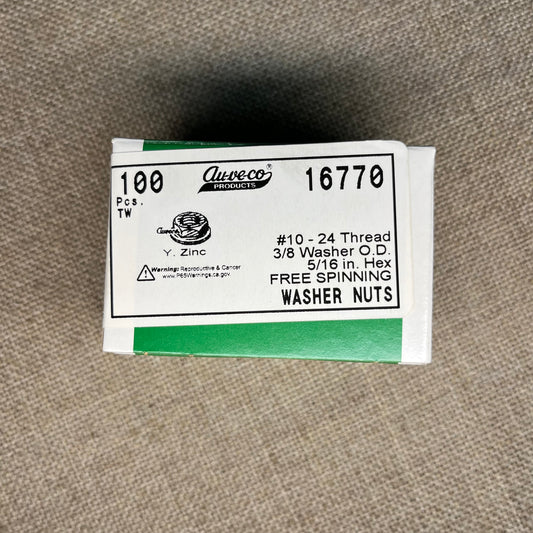 100
Pcs.
TW
au·ve·co®
PRODUCTS
16770
Auveco
Y. Zinc
Warning: Reproductive & Cancer
www.P65Warnings.ca.gov
#10 - 24 Thread
3/8 Washer O.D.
5/16 in. Hex
FREE SPINNING
WASHER NUTS